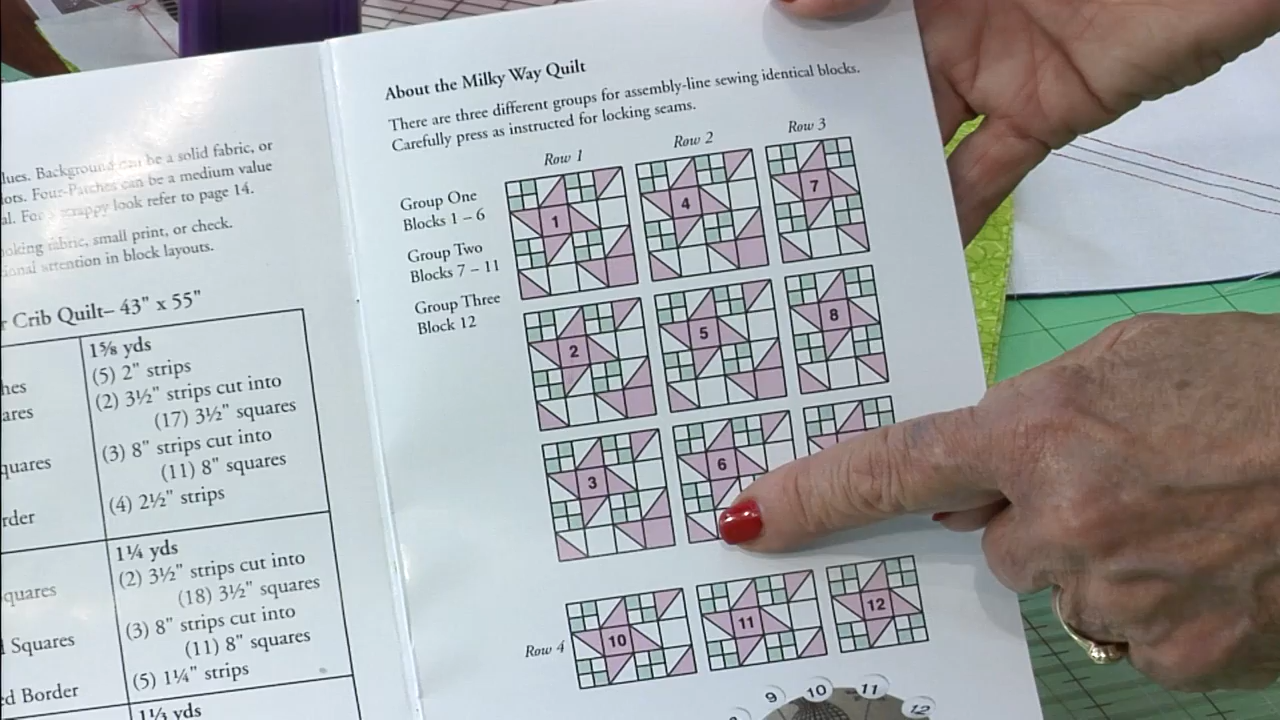 lues. Background can be a solid fabric, or
lots. Four-Patches can be a medium value
al. For a scrappy look refer to page 14.
oking fabric, small print, or check.
ional attention in block layouts.
r Crib Quilt– 43" x 55"
hes
ares
quares
rder
1⅝ yds
(5) 2" strips
(2) 3½" strips cut into
(17) 3½" squares
(3) 8" strips cut into
(11) 8" squares
(4) 2½" strips
quares
d Squares
ed Border
1¼ yds
(2) 3½" strips cut into
(18) 3½" squares
(3) 8" strips cut into
(11) 8" squares
(5) 1¼" strips
1⅓ yds
About the Milky Way Quilt
There are three different groups for assembly-line sewing identical blocks.
Carefully press as instructed for locking seams.
Group One
Blocks 1 – 6
Group Two
Blocks 7 – 11
Group Three
Block 12
Row 1 Row 2 Row 3
1 4 7
2 5 8
3 6
Row 4 10 11 12
9 10 11 12